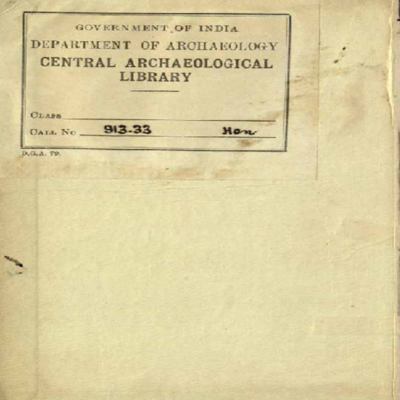 GOVERNMENT OF INDIA
DEPARTMENT OF ARCHAEOLOGY
CENTRAL ARCHAEOLOGICAL
LIBRARY
CLASS
CALL No 913.33 Hon
D.G.A. 79.